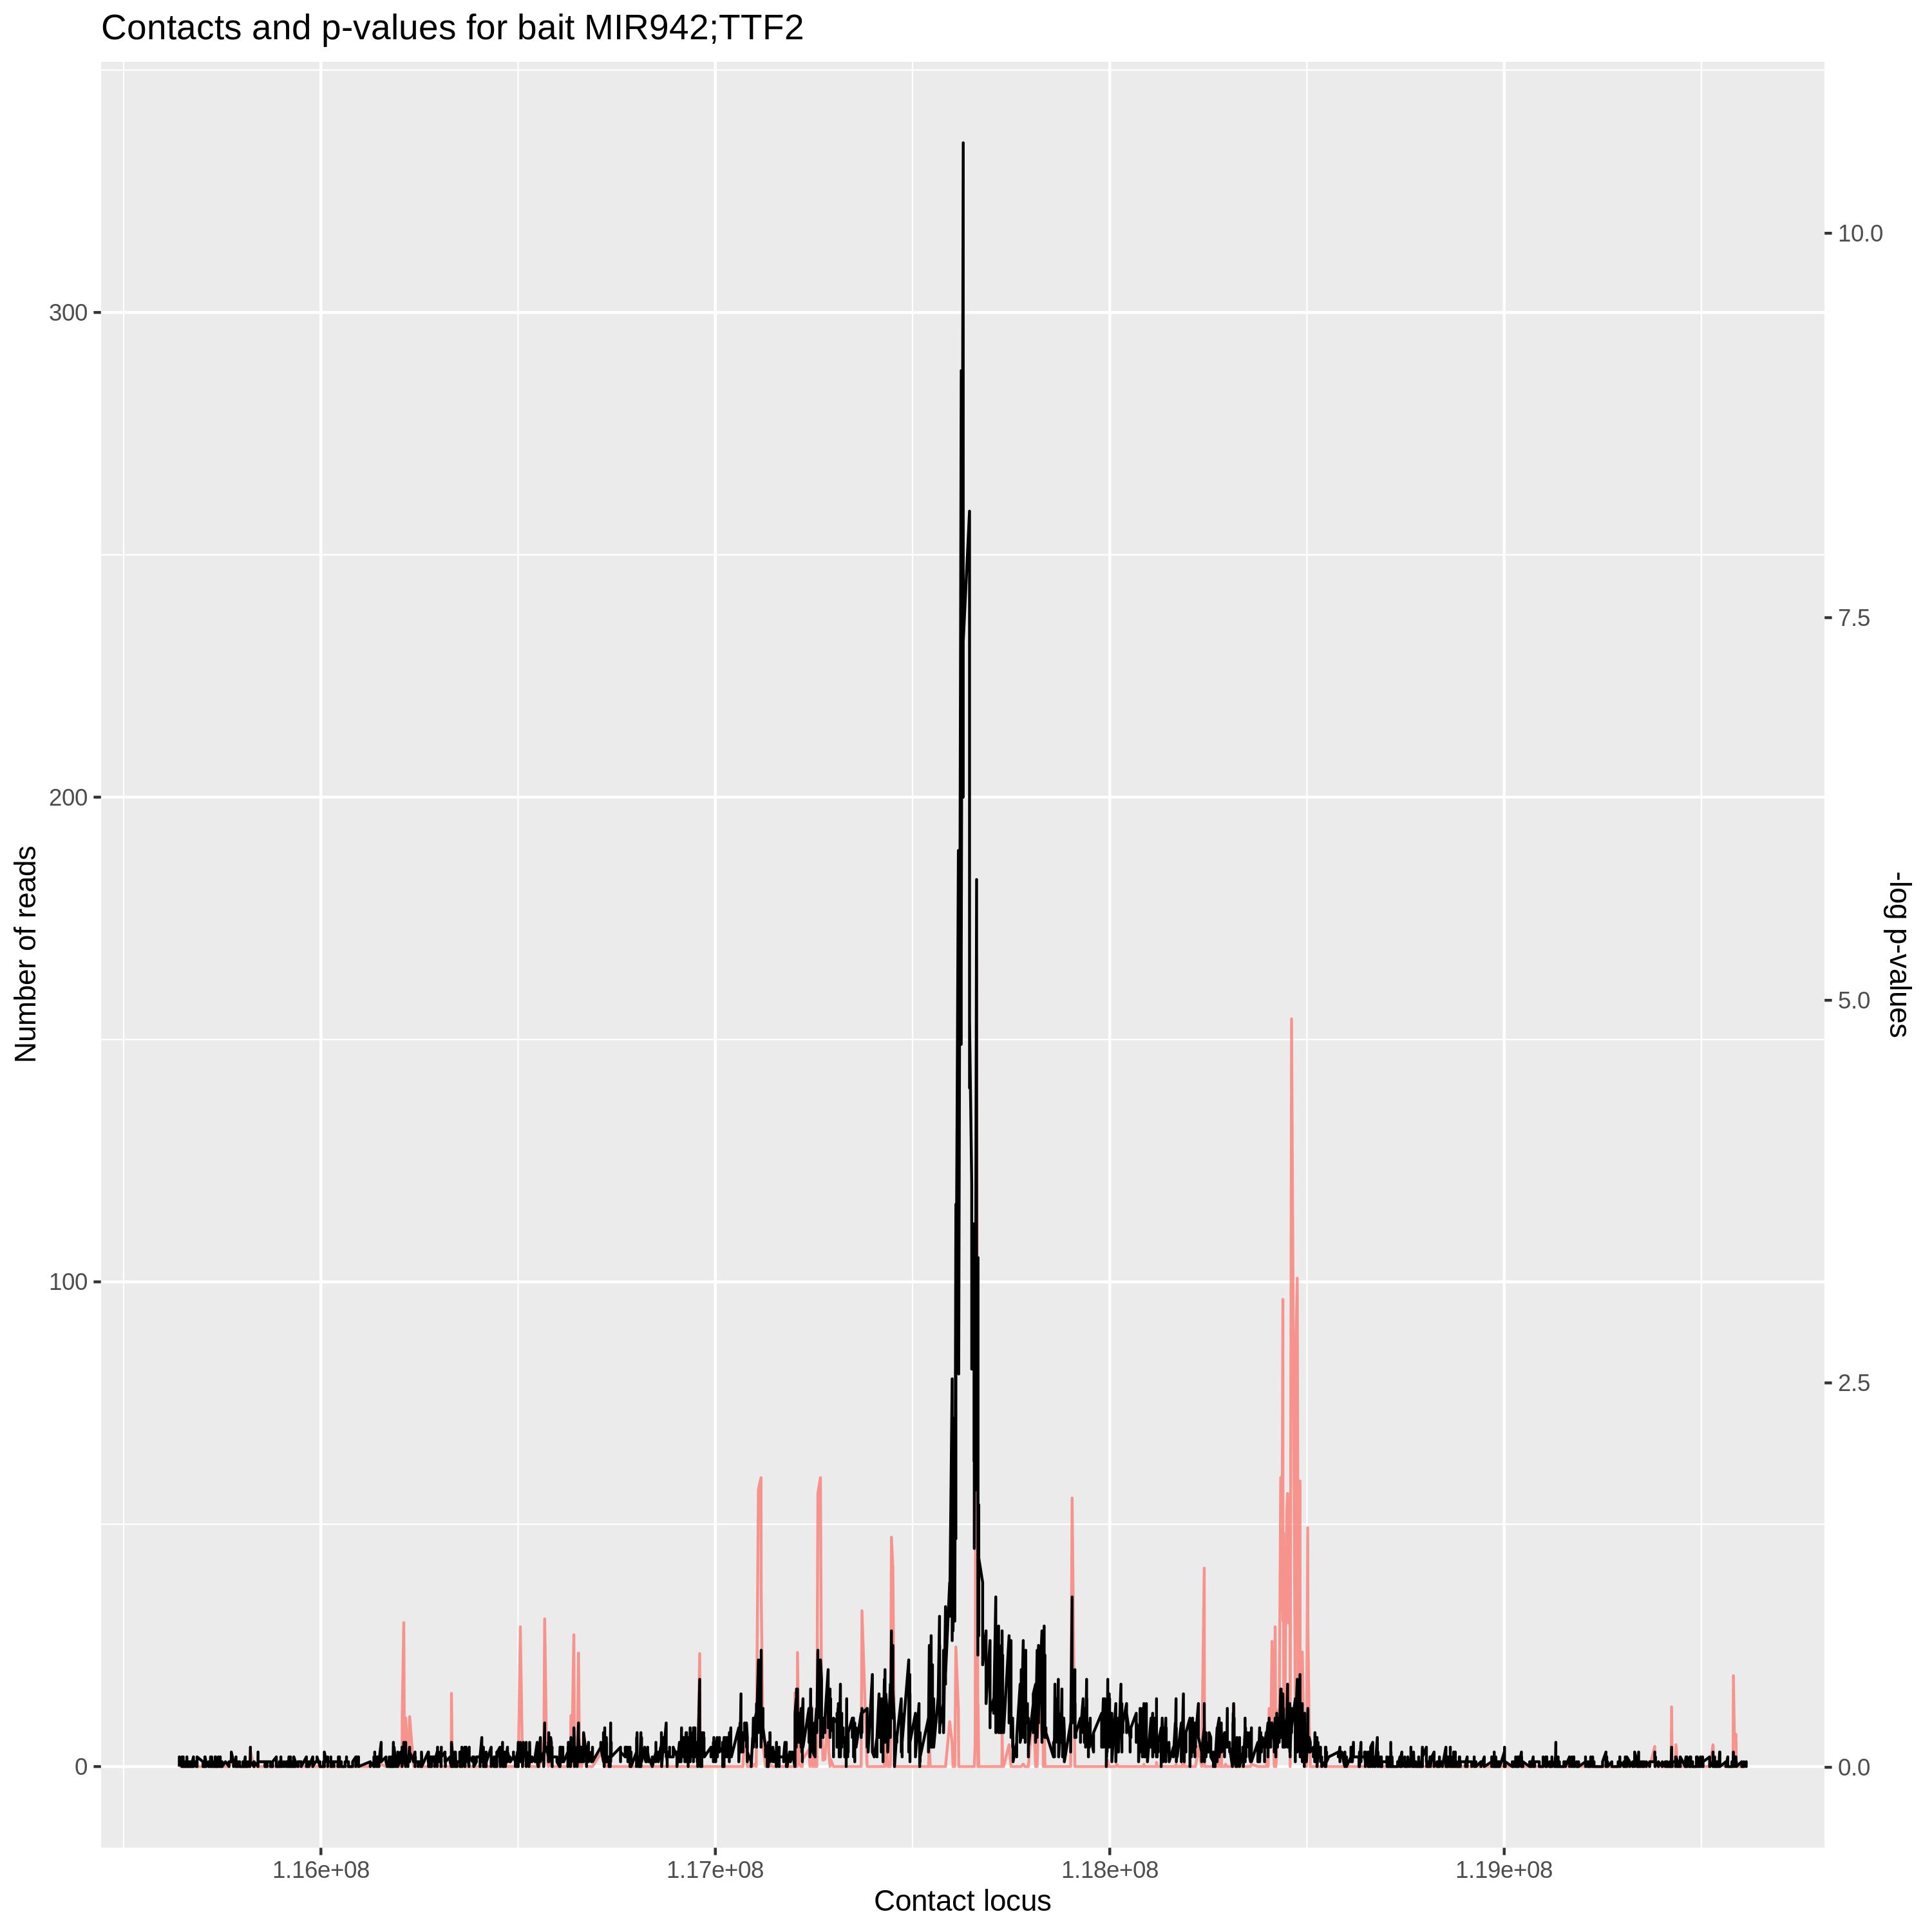 Contacts and p-values for bait MIR942;TTF2
Number of reads
300
200
100
0
10.0
7.5
5.0
2.5
0.0
-log p-values
1.16e+08
1.17e+08
1.18e+08
1.19e+08
Contact locus